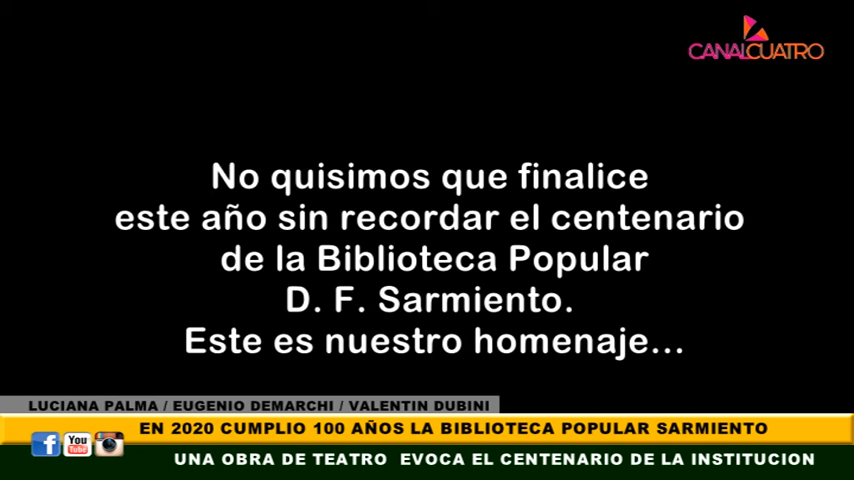 CANALCUATRO
No quisimos que finalice
este año sin recordar el centenario
de la Biblioteca Popular
D. F. Sarmiento.
Este es nuestro homenaje...
LUCIANA PALMA / EUGENIO DEMARCHI / VALENTIN DUBINI
EN 2020 CUMPLIO 100 AÑOS LA BIBLIOTECA POPULAR SARMIENTO
You
Tube
UNA OBRA DE TEATRO EVOCA EL CENTENARIO DE LA INSTITUCION